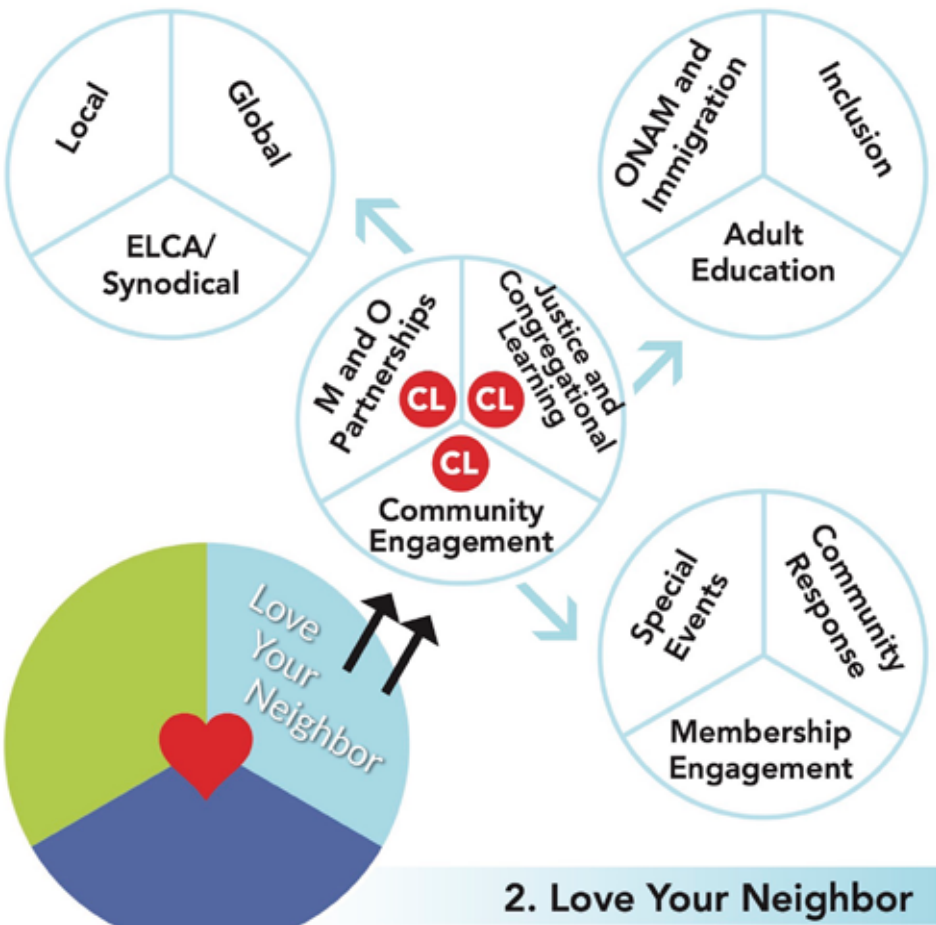 Local
Global
ELCA/
Synodical
ONAM and
Immigration
Inclusion
Adult
Education
M and O
Partnerships
Justice and
Congregational
Learning
CL
CL
CL
Community
Engagement
Special
Events
Community
Response
Membership
Engagement
Love
Your
Neighbor
2. Love Your Neighbor